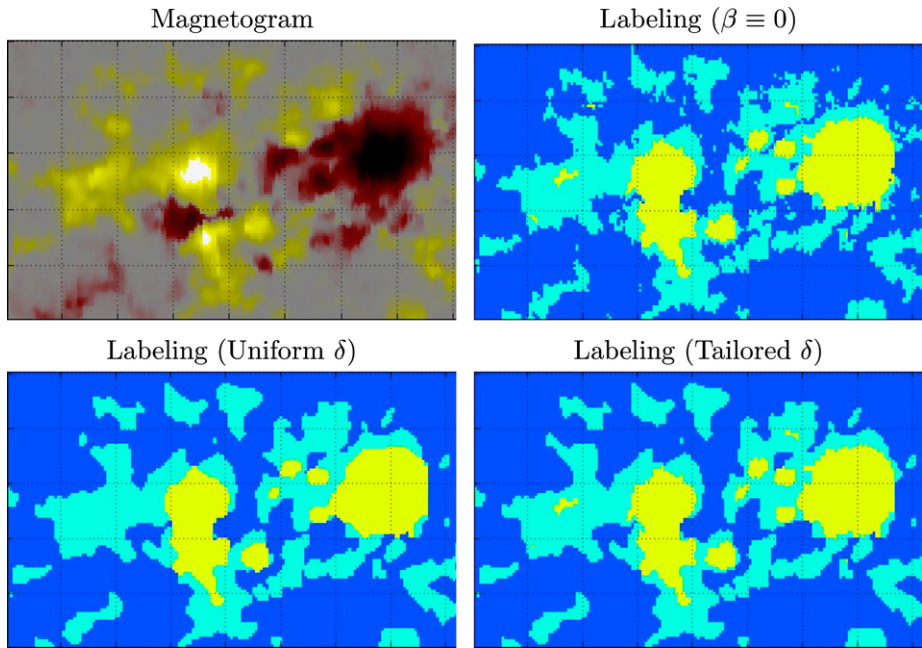 Magnetogram
Labeling (β ≡ 0)
Labeling (Uniform δ)
Labeling (Tailored δ)